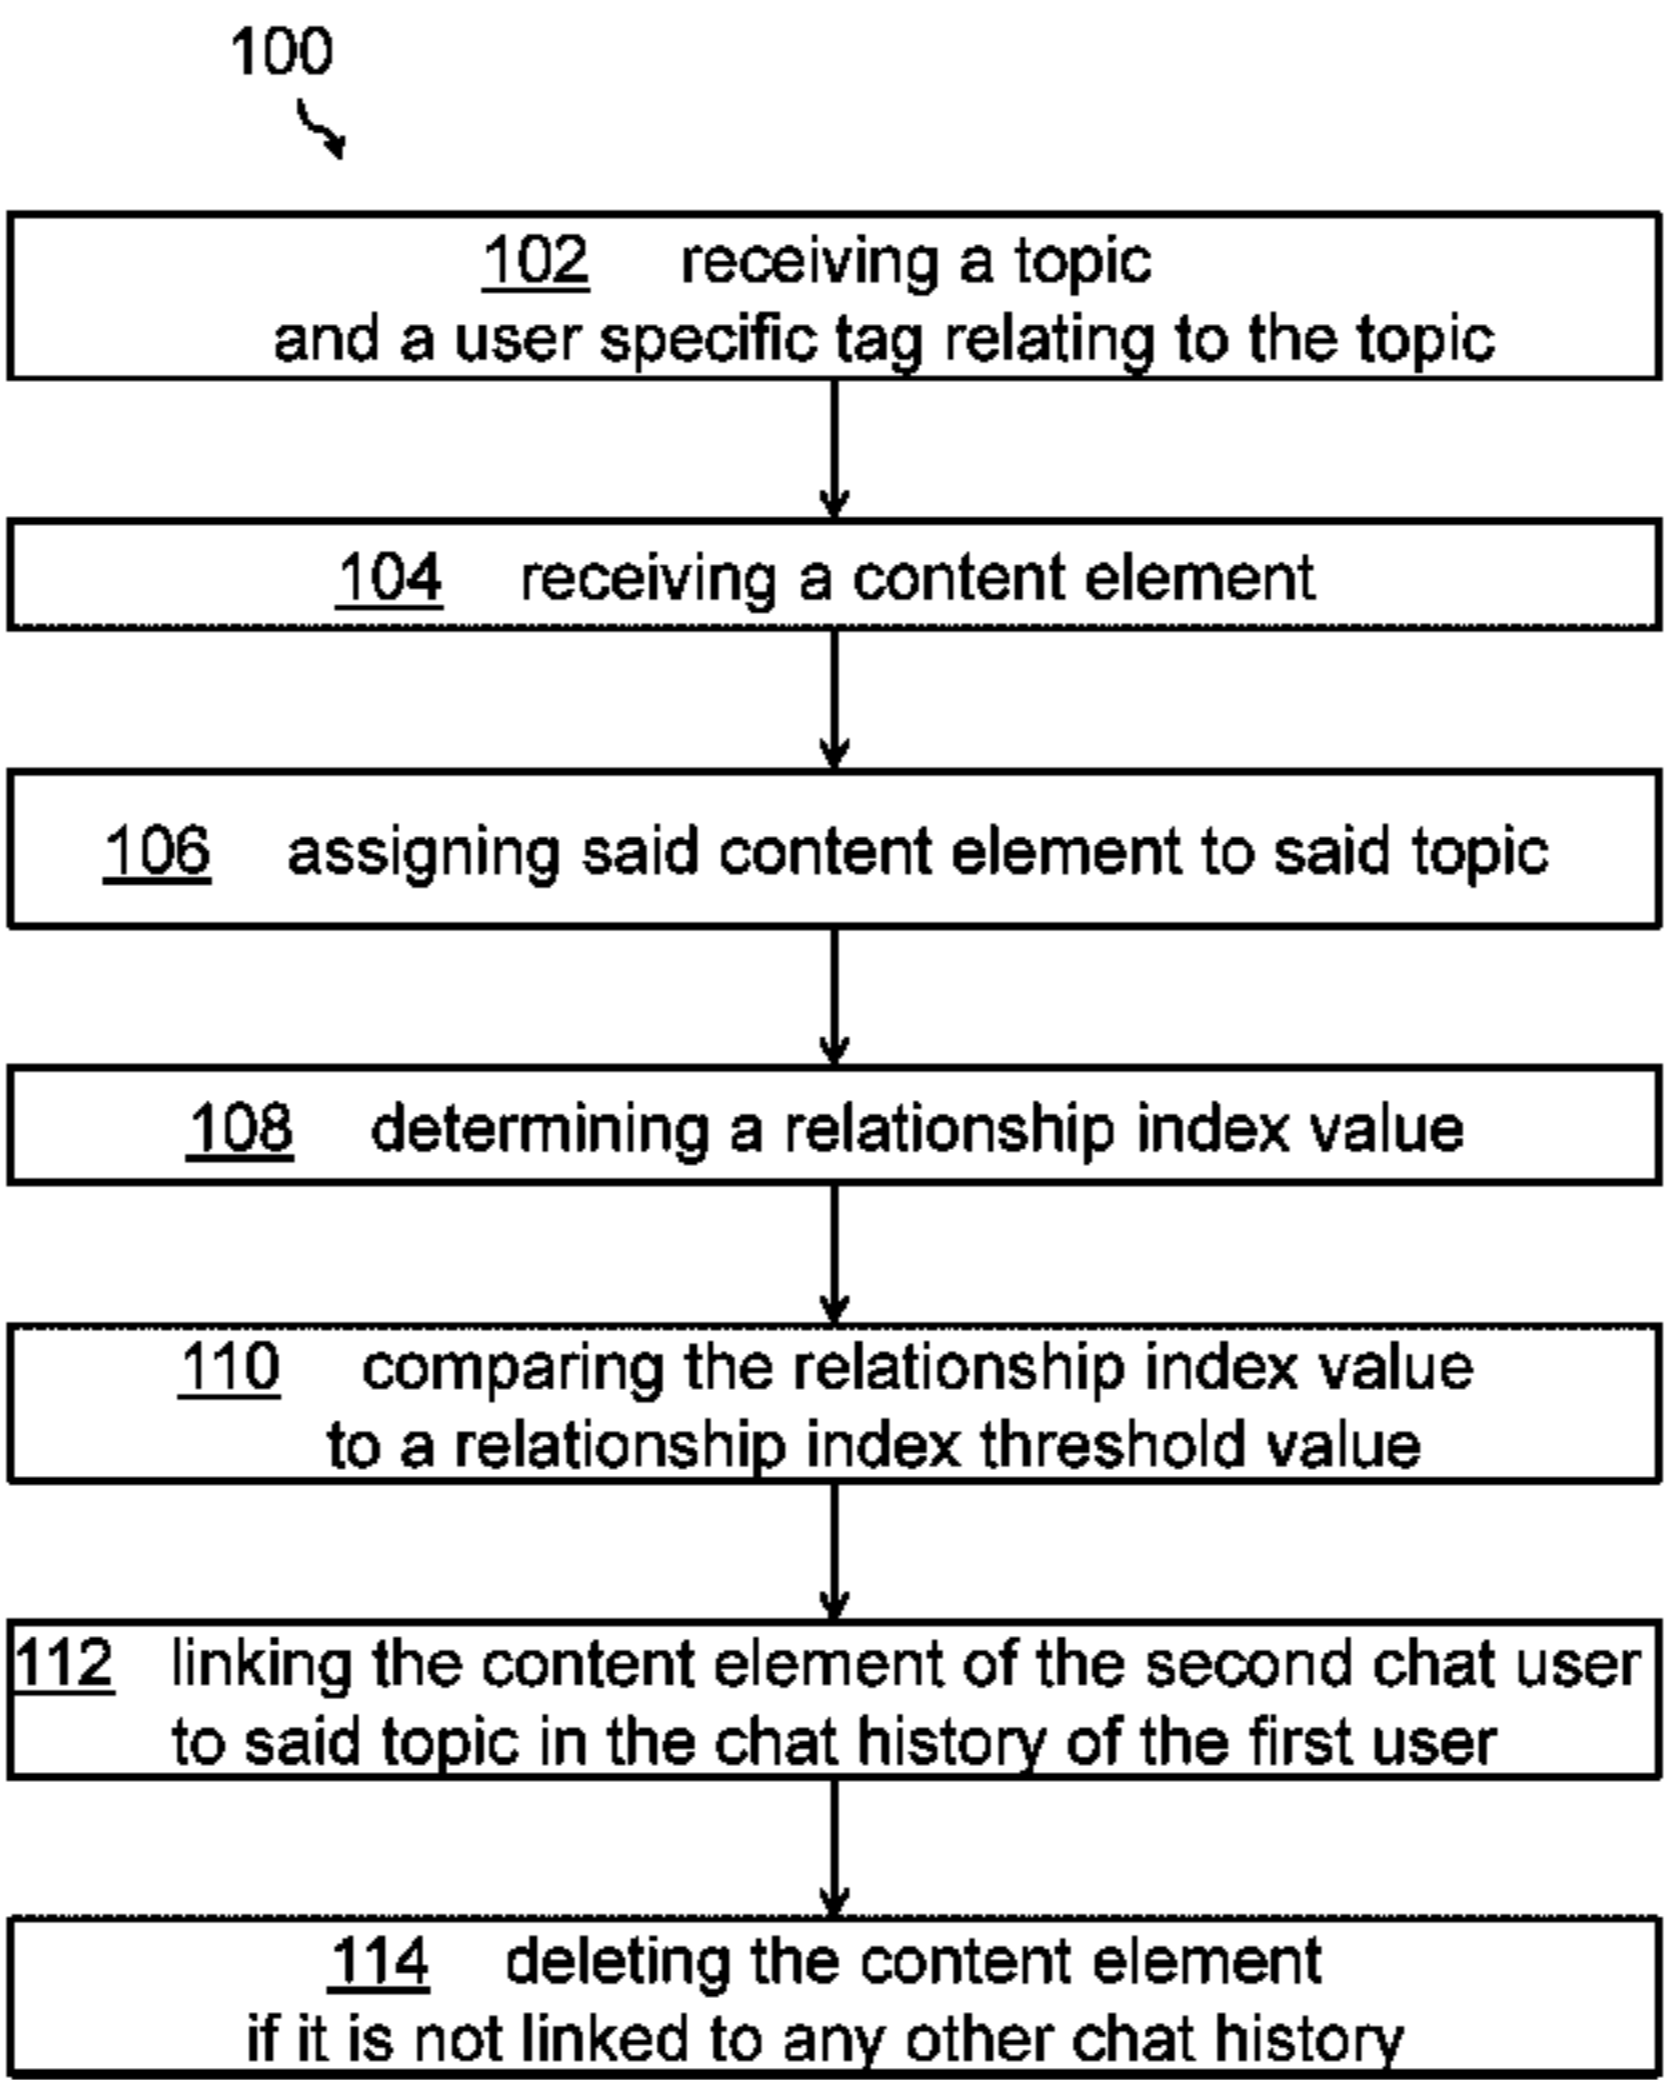 100
102 receiving a topic
and a user specific tag relating to the topic
104 receiving a content element
106 assigning said content element to said topic
108 determining a relationship index value
110 comparing the relationship index value
to a relationship index threshold value
112 linking the content element of the second chat user
to said topic in the chat history of the first user
114 deleting the content element
if it is not linked to any other chat history